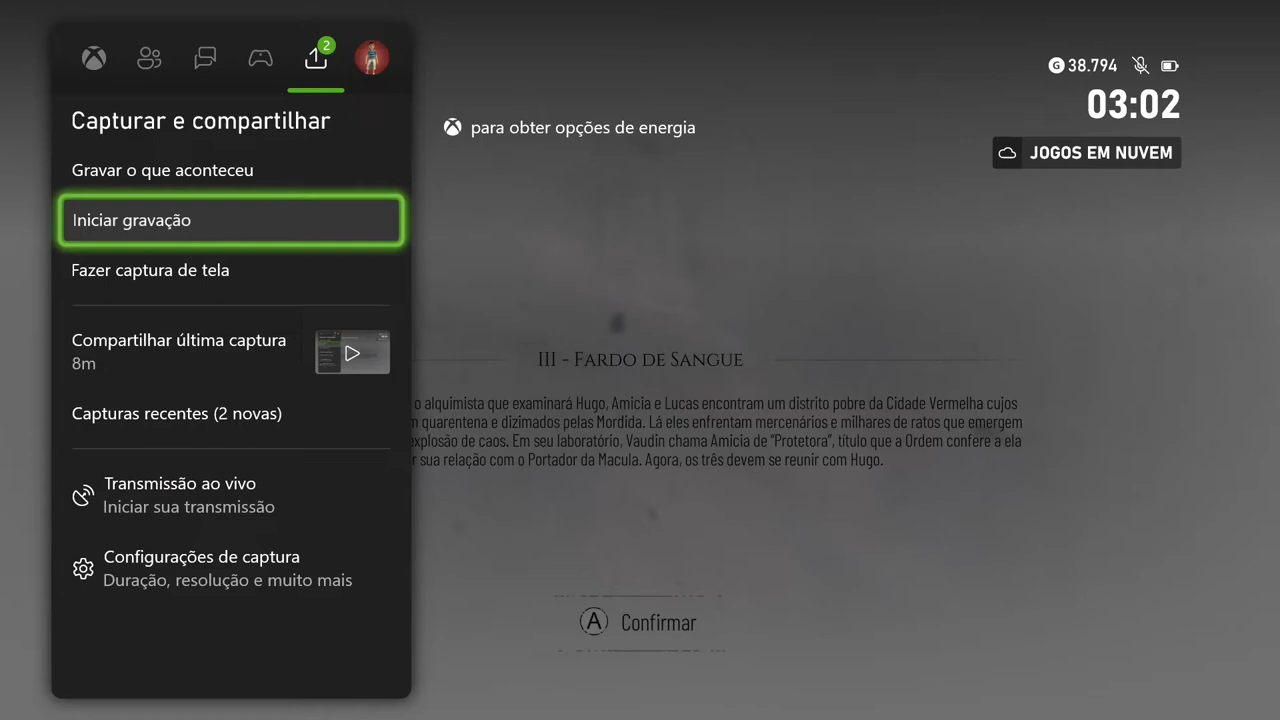 2
38.794
03:02
JOGOS EM NUVEM
Capturar e compartilhar
para obter opções de energia
Gravar o que aconteceu
Iniciar gravação
Fazer captura de tela
Compartilhar última captura
8m
Capturas recentes (2 novas)
Transmissão ao vivo
Iniciar sua transmissão
Configurações de captura
Duração, resolução e muito mais
III - FARDO DE SANGUE
o alquimista que examinará Hugo, Amicia e Lucas encontram um distrito pobre da Cidade Vermelha cujos
quarentena e dizimados pelas Mordida. Lá eles enfrentam mercenários e milhares de ratos que emergem
explosão de caos. Em seu laboratório, Vaudin chama Amicia de "Protetora", título que a Ordem confere a ela
sua relação com o Portador da Macula. Agora, os três devem se reunir com Hugo.
A Confirmar